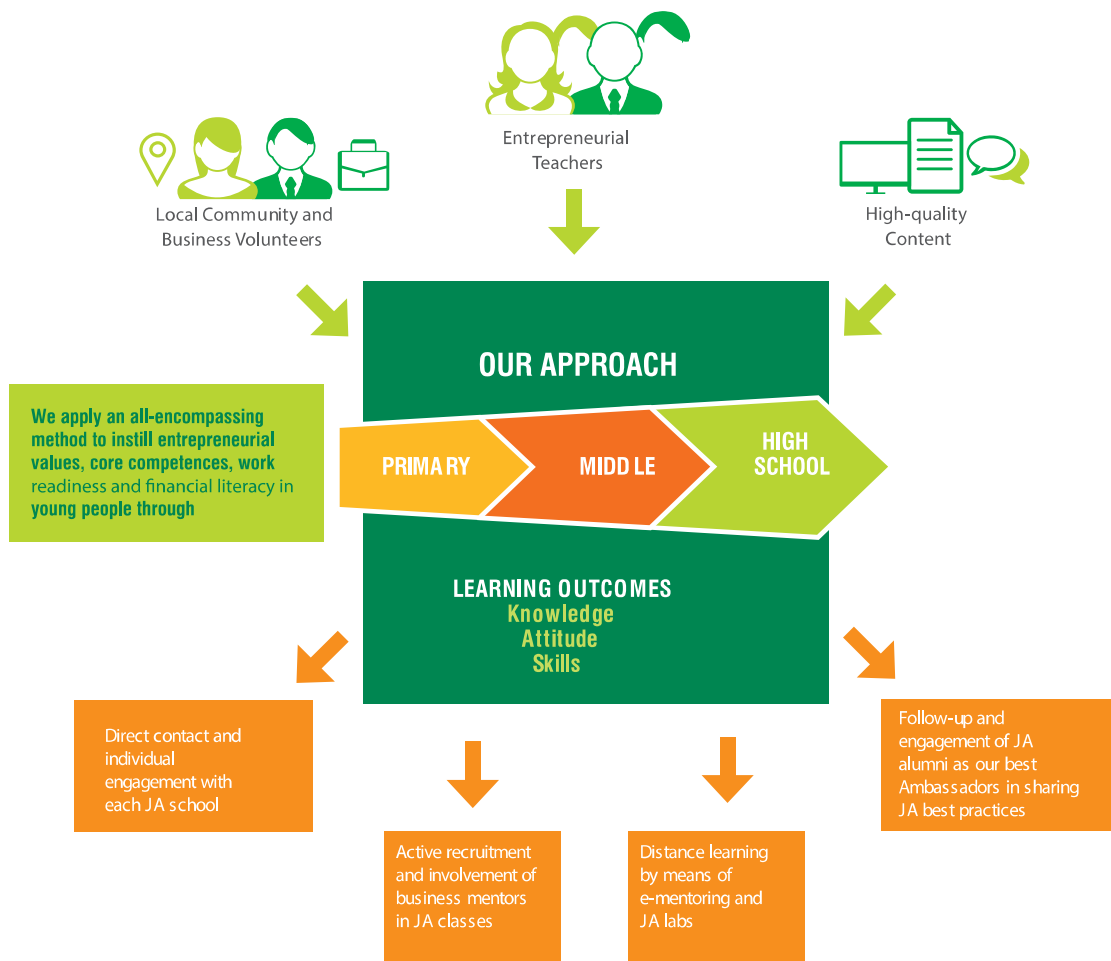 Entrepreneurial
Teachers
Local Community and
Business Volunteers
High-quality
Content
OUR APPROACH
We apply an all-encompassing
method to instill entrepreneurial
values, core competences, work
readiness and financial literacy in
young people through
PRIMARY
MIDDLE
HIGH
SCHOOL
LEARNING OUTCOMES
Knowledge
Attitude
Skills
Direct contact and
individual
engagement with
each JA school
Active recruitment
and involvement of
business mentors
in JA classes
Distance learning
by means of
e-mentoring and
JA labs
Follow-up and
engagement of JA
alumni as our best
Ambassadors in sharing
JA best practices